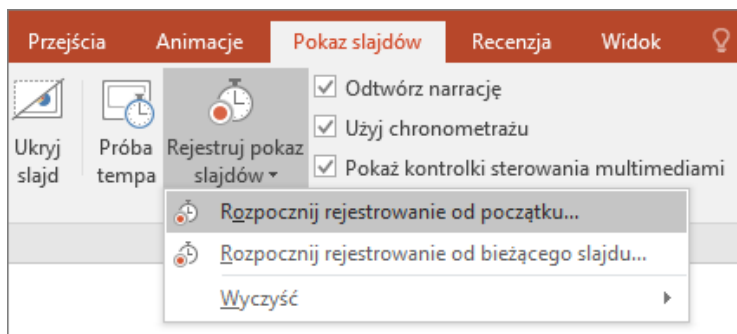 Przejścia Animacje Pokaz slajdów Recenzja Widok
Ukryj slajd
Próba tempa
Rejestruj pokaz slajdów
Odtwórz narrację
Użyj chronometrażu
Pokaż kontrolki sterowania multimediami
Rozpocznij rejestrowanie od początku...
Rozpocznij rejestrowanie od bieżącego slajdu...
Wyczyść